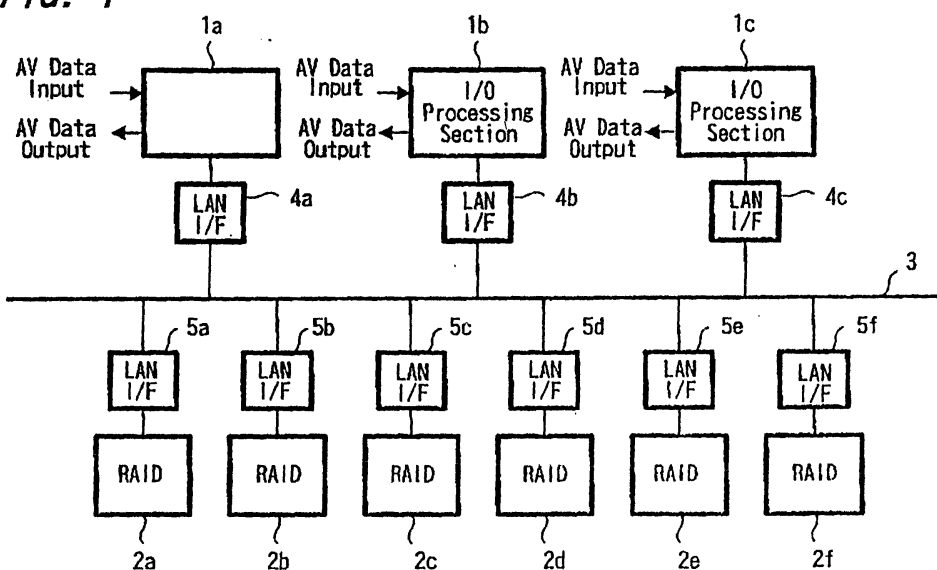 1a
1b
1c
AV Data
Input
AV Data
Output
AV Data
Input
AV Data
Output
I/O
Processing
Section
AV Data
Input
AV Data
Output
I/O
Processing
Section
LAN
I/F
4a
LAN
I/F
4b
LAN
I/F
4c
3
5a
5b
5c
5d
5e
5f
LAN
I/F
LAN
I/F
LAN
I/F
LAN
I/F
LAN
I/F
LAN
I/F
RAID
RAID
RAID
RAID
RAID
RAID
2a
2b
2c
2d
2e
2f